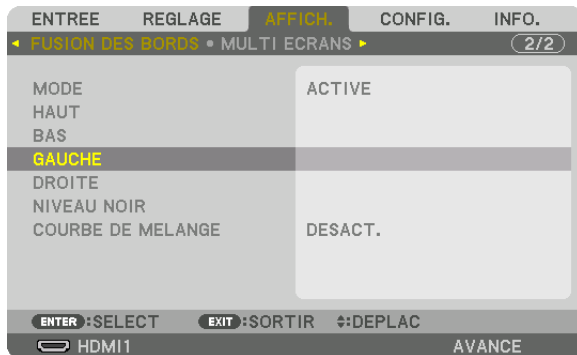 ENTREE REGLAGE AFFICH. CONFIG. INFO.
FUSION DES BORDS • MULTI ECRANS 2/2
MODE ACTIVE
HAUT
BAS
GAUCHE
DROITE
NIVEAU NOIR
COURBE DE MELANGE DESACT.
ENTER :SELECT EXIT :SORTIR :DEPLAC
HDMI1 AVANCE